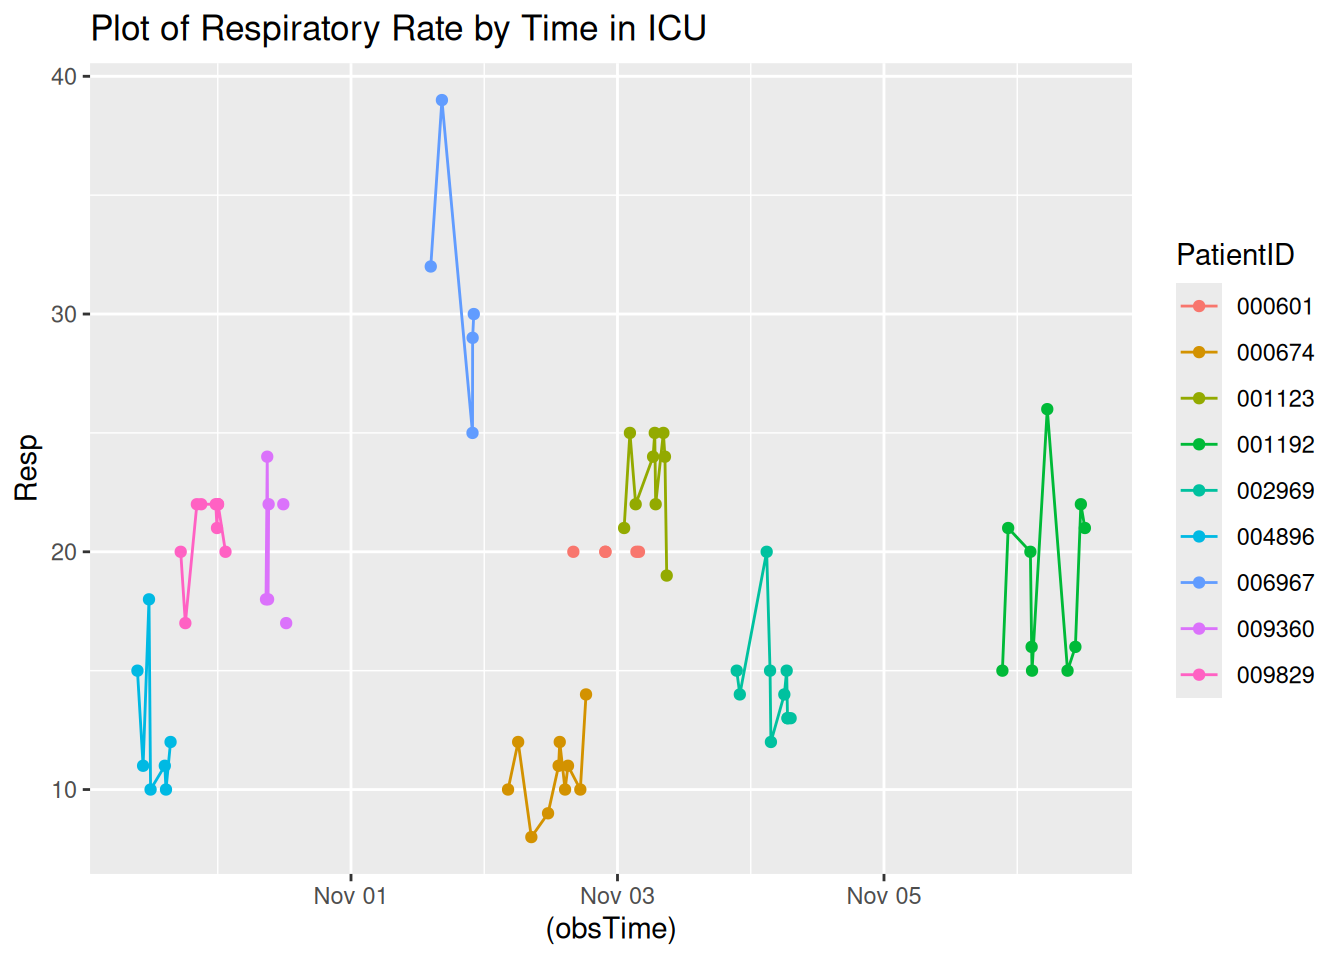 Plot of Respiratory Rate by Time in ICU
40
30
20
10
Resp
Nov 01
Nov 03
Nov 05
(obsTime)
PatientID
000601
000674
001123
001192
002969
004896
006967
009360
009829